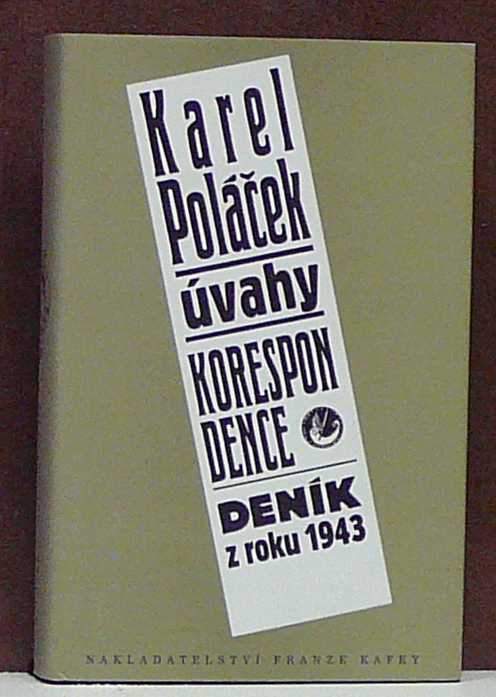 Karel
Poláček
úvahy
KORESPON
DENCE
DENÍK
z roku 1943
NAKLADATELSTVÍ FRANZE KAFKY